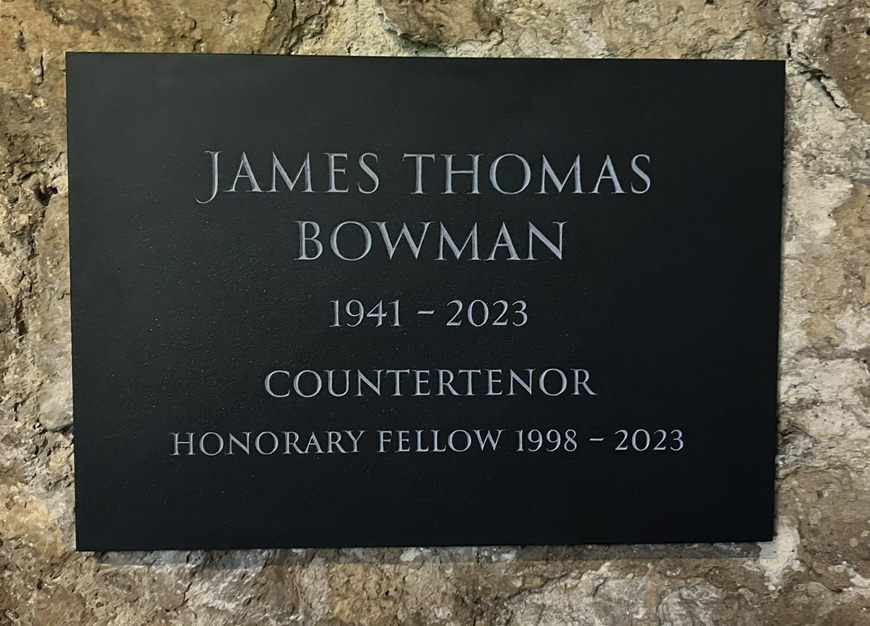 JAMES THOMAS
BOWMAN
1941 – 2023
COUNTERTENOR
HONORARY FELLOW 1998 – 2023